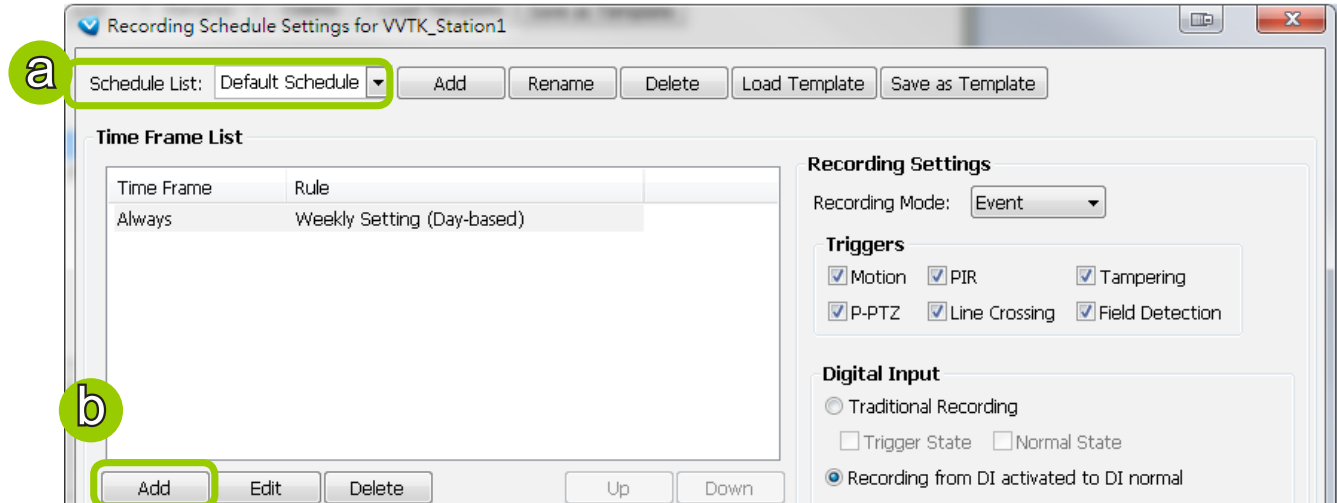 Recording Schedule Settings for VVTK_Station1
a
Schedule List: Default Schedule Add Rename Delete Load Template Save as Template
Time Frame List
Time Frame Rule
Always Weekly Setting (Day-based)
b
Add Edit Delete Up Down
Recording Settings
Recording Mode: Event
Triggers
Motion PIR Tampering
P-PTZ Line Crossing Field Detection
Digital Input
Traditional Recording
Trigger State Normal State
Recording from DI activated to DI normal